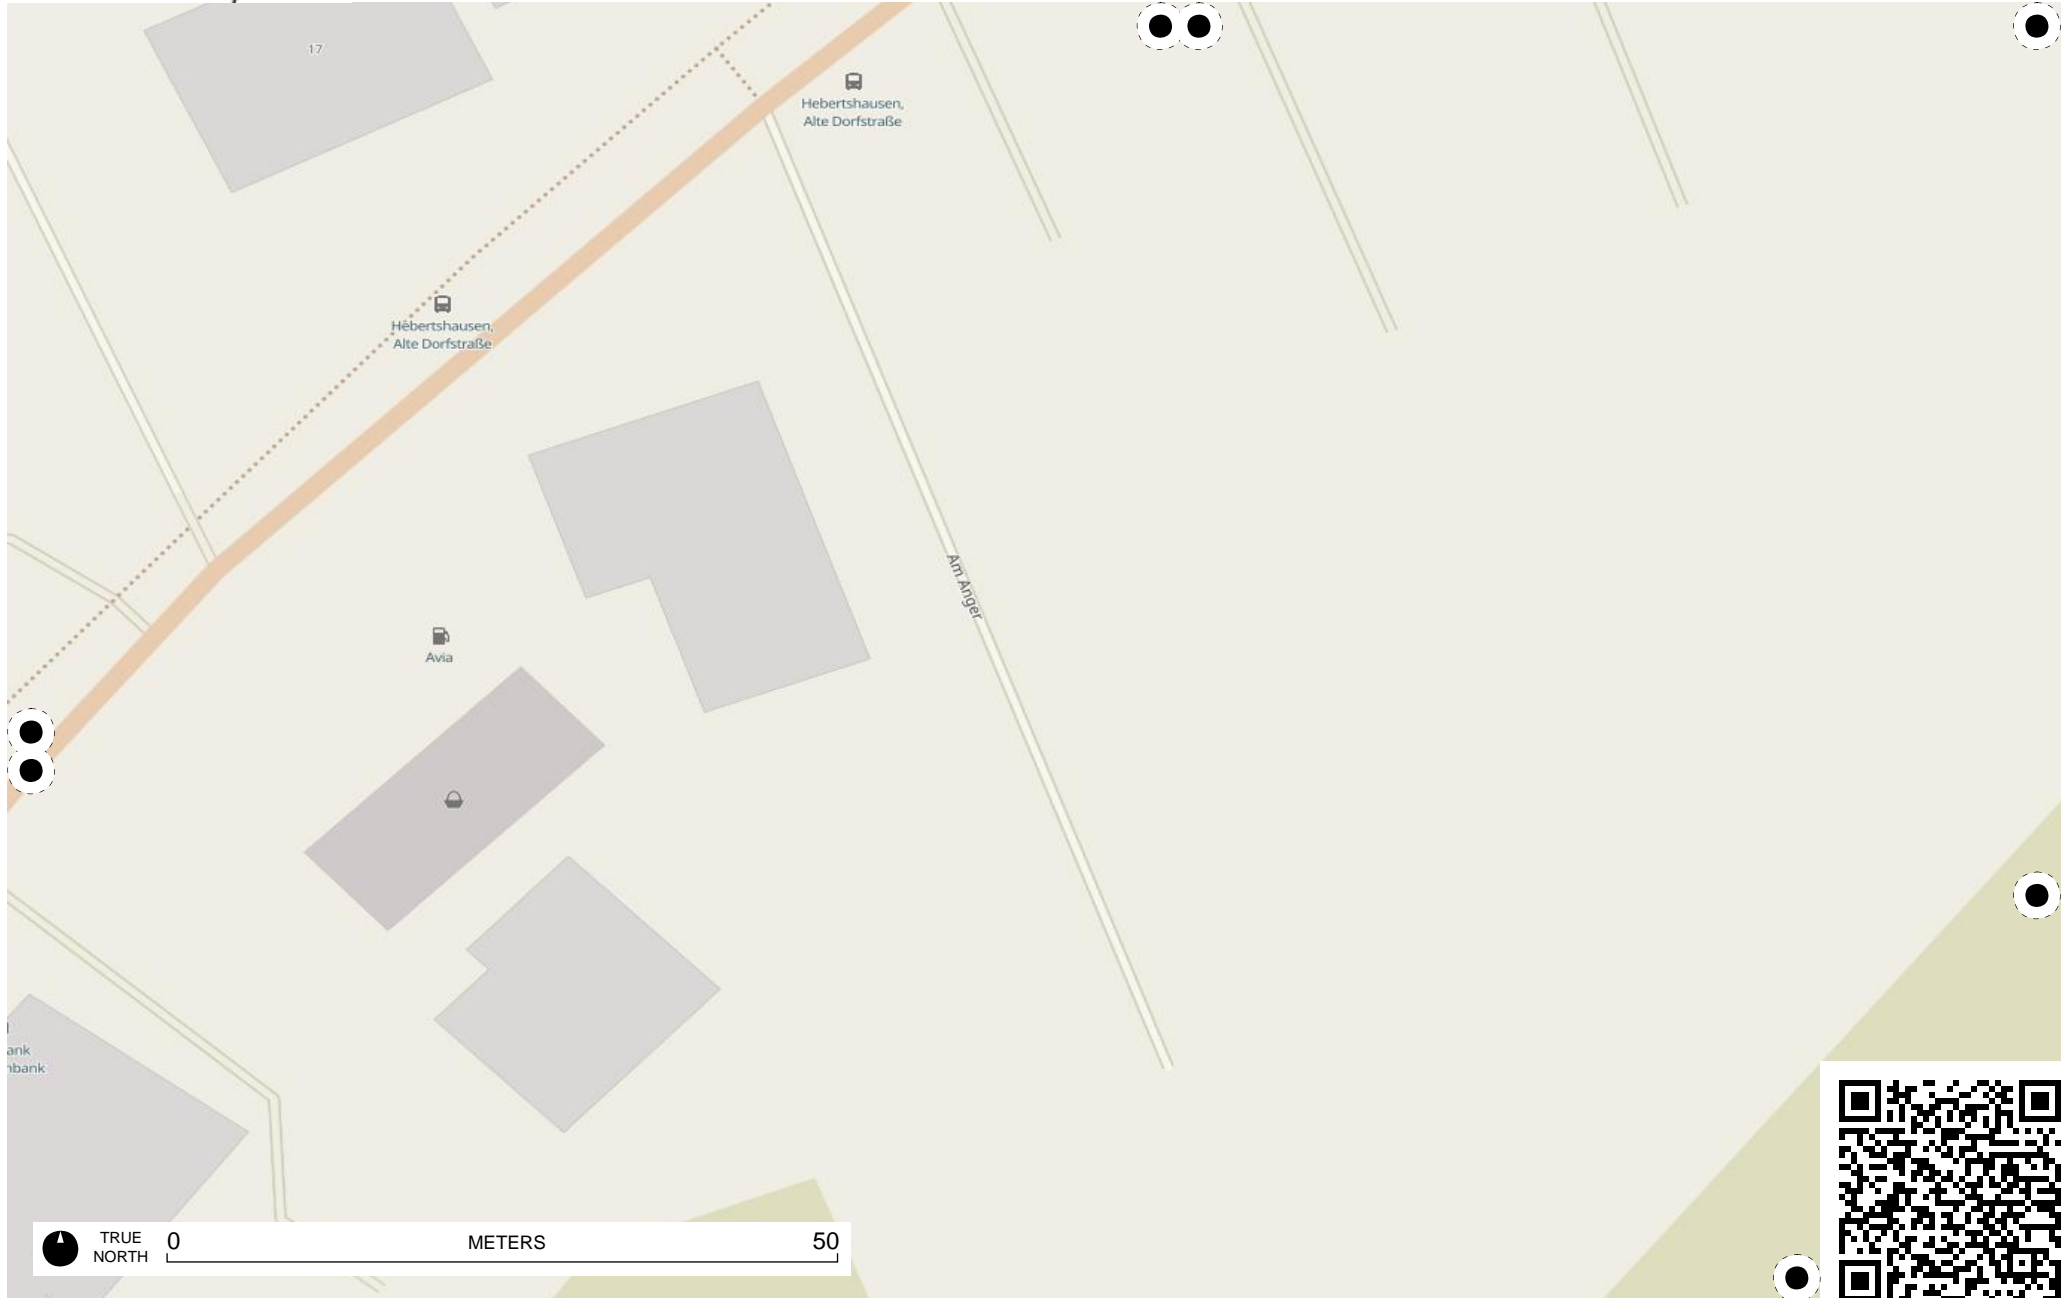 17
Hebertshausen,
Alte Dorfstraße
Hebertshausen,
Alte Dorfstraße
Am Anger
Avia
ank
nbank
TRUE
NORTH
0
METERS
50